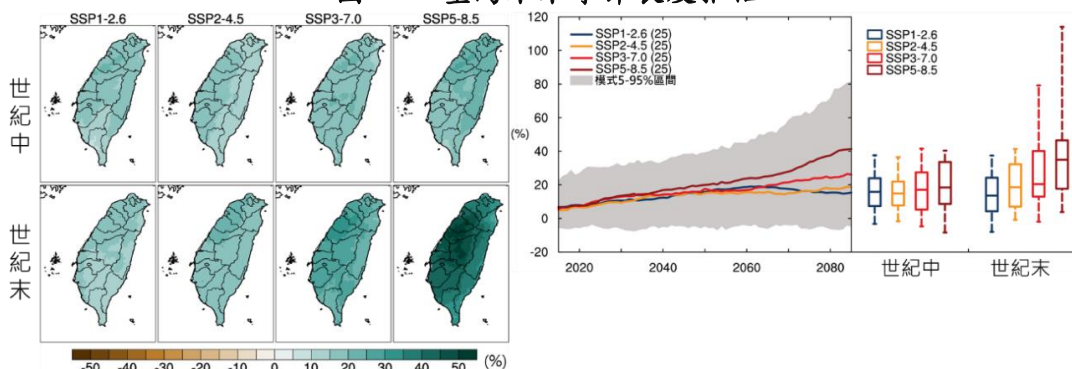 SSP1-2.6 SSP2-4.5 SSP3-7.0 SSP5-8.5
世紀中
世紀末
-50 -40 -30 -20 -10 0 10 20 30 40 50 (%)
120
100
80
60
40
20
0
-20
(%)
SSP1-2.6 (25)
SSP2-4.5 (25)
SSP3-7.0 (25)
SSP5-8.5 (25)
模式5-95%區間
2020 2040 2060 2080
SSP1-2.6
SSP2-4.5
SSP3-7.0
SSP5-8.5
世紀中 世紀末